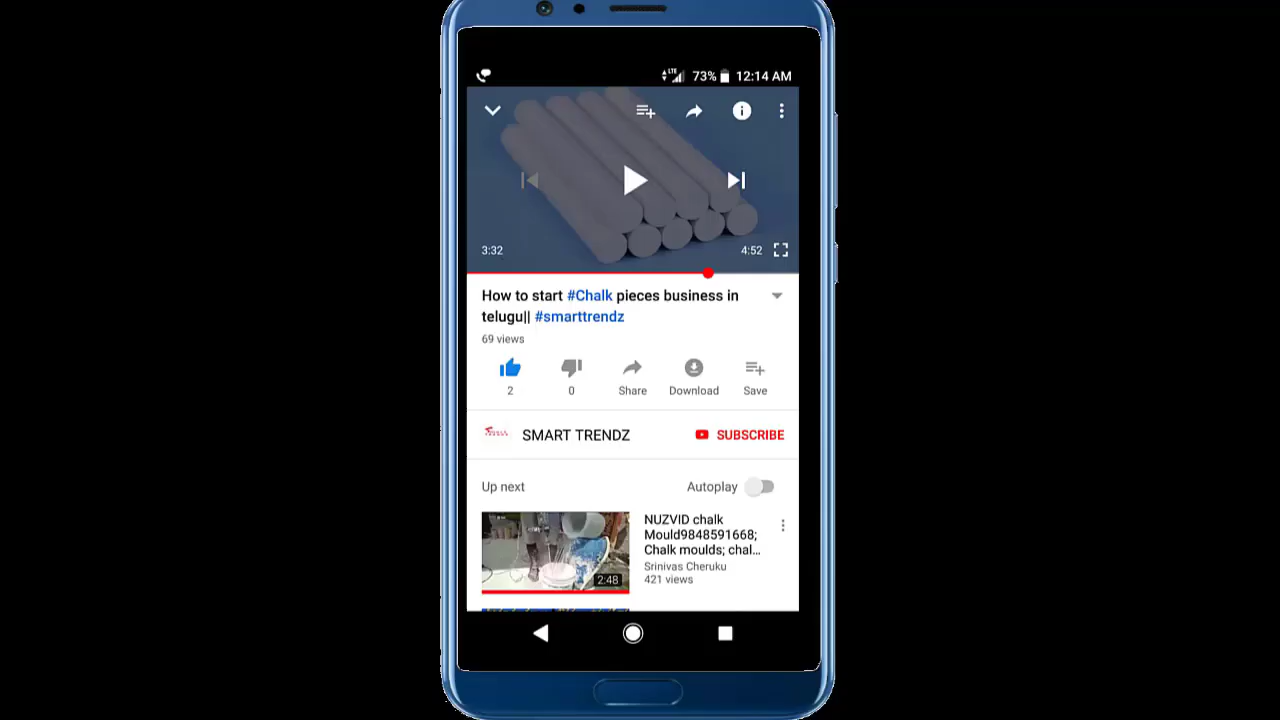 LTE 73% 12:14 AM
3:32 4:52
How to start #Chalk pieces business in
telugu|| #smarttrendz
69 views
2 0 Share Download Save
SMART TRENDZ SUBSCRIBE
Up next Autoplay
NUZVID chalk
Mould9848591668;
Chalk moulds; chal...
Srinivas Cheruku
421 views
2:48